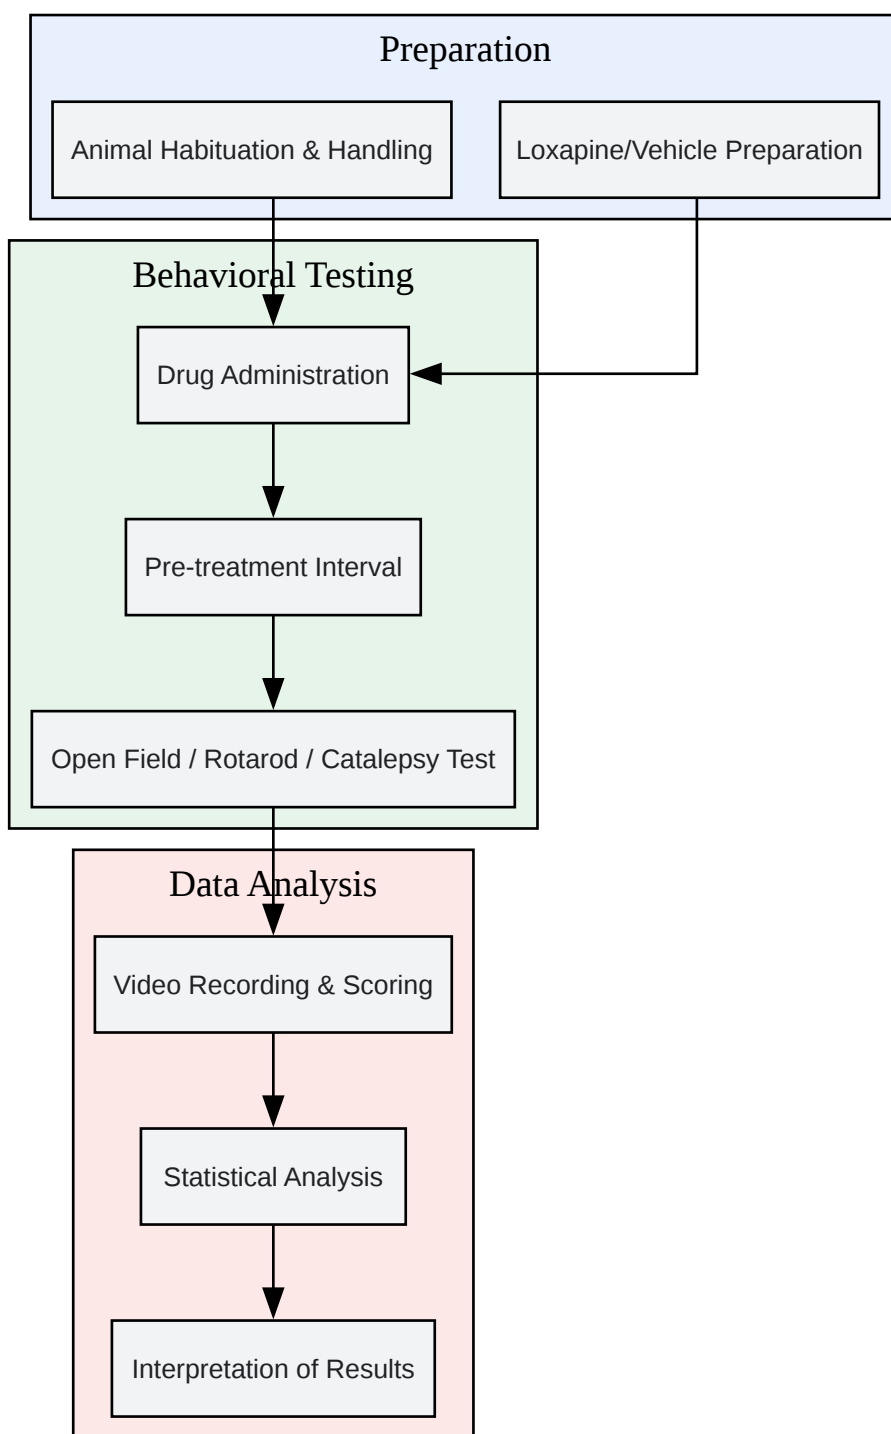 Preparation
Animal Habituation & Handling
Loxapine/Vehicle Preparation
Behavioral Testing
Drug Administration
Pre-treatment Interval
Open Field / Rotarod / Catalepsy Test
Data Analysis
Video Recording & Scoring
Statistical Analysis
Interpretation of Results